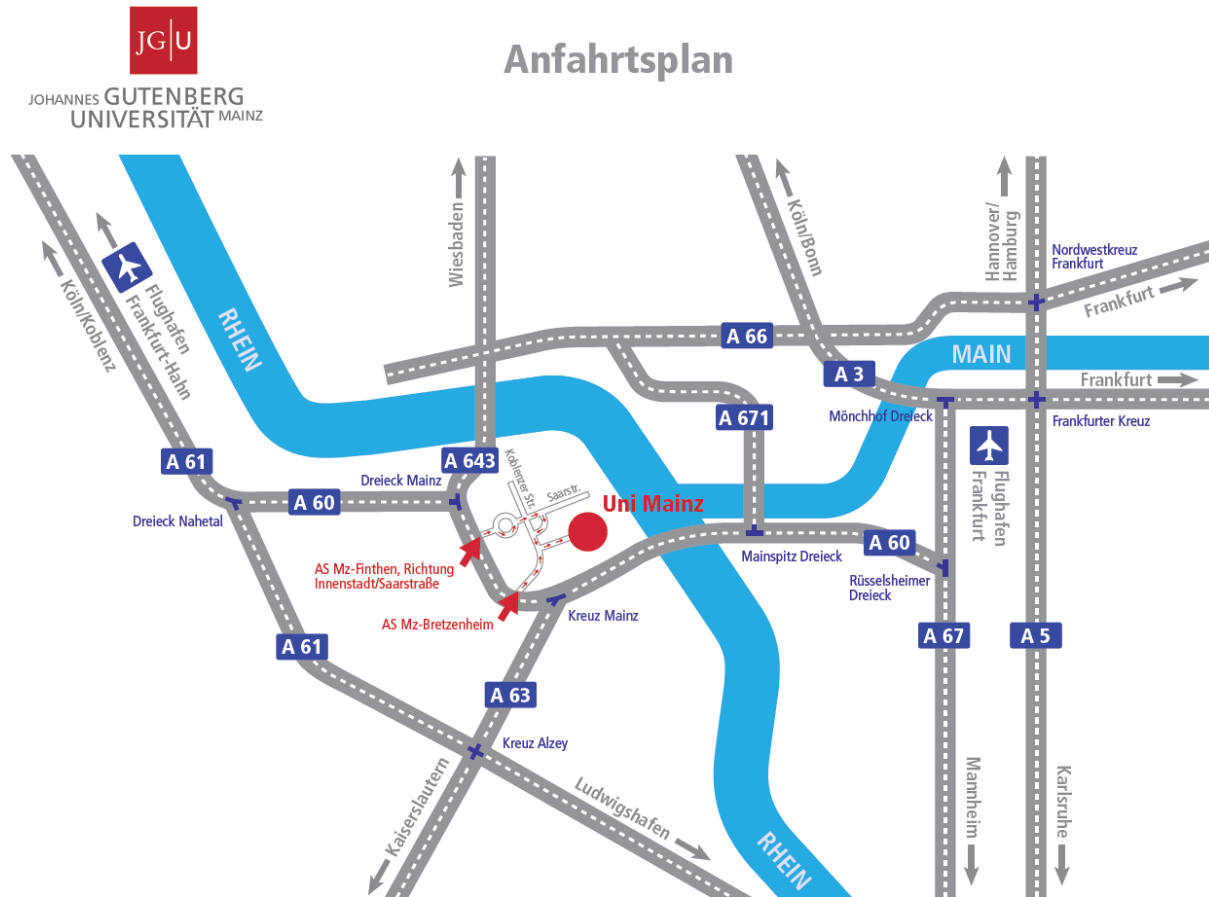 JG|U
JOHANNES GUTENBERG
UNIVERSITÄT MAINZ
Anfahrtsplan
Köln/Koblenz
Flughafen
Frankfurt-Hahn
RHEIN
Wiesbaden
Köln/Bonn
Hannover/
Hamburg
Nordwestkreuz
Frankfurt
Frankfurt
A 66
MAIN
A 3
Frankfurt
Mönchhof Dreieck
Frankfurter Kreuz
A 671
A 61
A 643
Dreieck Mainz
Koblenzer Str.
Saarstr.
Uni Mainz
Flughafen
Frankfurt
A 60
Dreieck Nahetal
Mainspitz Dreieck
A 60
AS Mz-Finthen, Richtung
Innenstadt/Saarstraße
Rüsselsheimer
Dreieck
AS Mz-Bretzenheim
Kreuz Mainz
A 61
A 67
A 5
A 63
Kreuz Alzey
Kaiserslautern
Ludwigshafen
RHEIN
Mannheim
Karlsruhe